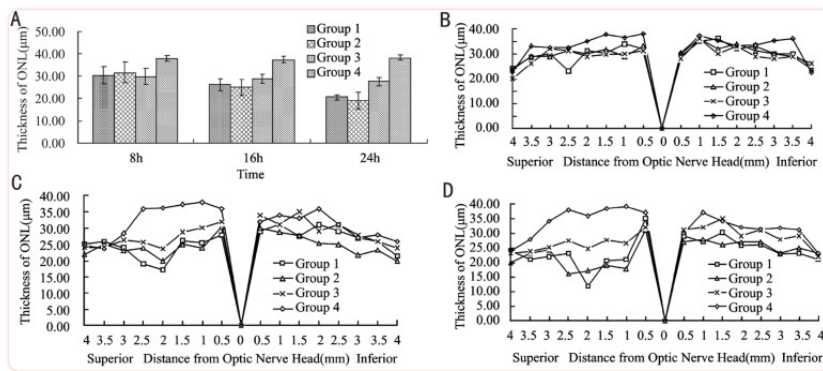 A
Thickness of ONL(μm)
50.00
40.00
30.00
20.00
10.00
0.00
Group 1
Group 2
Group 3
Group 4
8h 16h 24h
Time
B
Thickness of ONL(μm)
40.00
30.00
20.00
10.00
0.00
Group 1
Group 2
Group 3
Group 4
4 3.5 3 2.5 2 1.5 1 0.5 0 0.5 1 1.5 2 2.5 3 3.5 4
Superior Distance from Optic Nerve Head(mm) Inferior
C
Thickness of ONL(μm)
40.00
35.00
30.00
25.00
20.00
15.00
10.00
5.00
0.00
Group 1
Group 2
Group 3
Group 4
4 3.5 3 2.5 2 1.5 1 0.5 0 0.5 1 1.5 2 2.5 3 3.5 4
Superior Distance from Optic Nerve Head(mm) Inferior
D
Thickness of ONL(μm)
40.00
35.00
30.00
25.00
20.00
15.00
10.00
5.00
0.00
Group 1
Group 2
Group 3
Group 4
4 3.5 3 2.5 2 1.5 1 0.5 0 0.5 1 1.5 2 2.5 3 3.5 4
Superior Distance from Optic Nerve Head(mm) Inferior